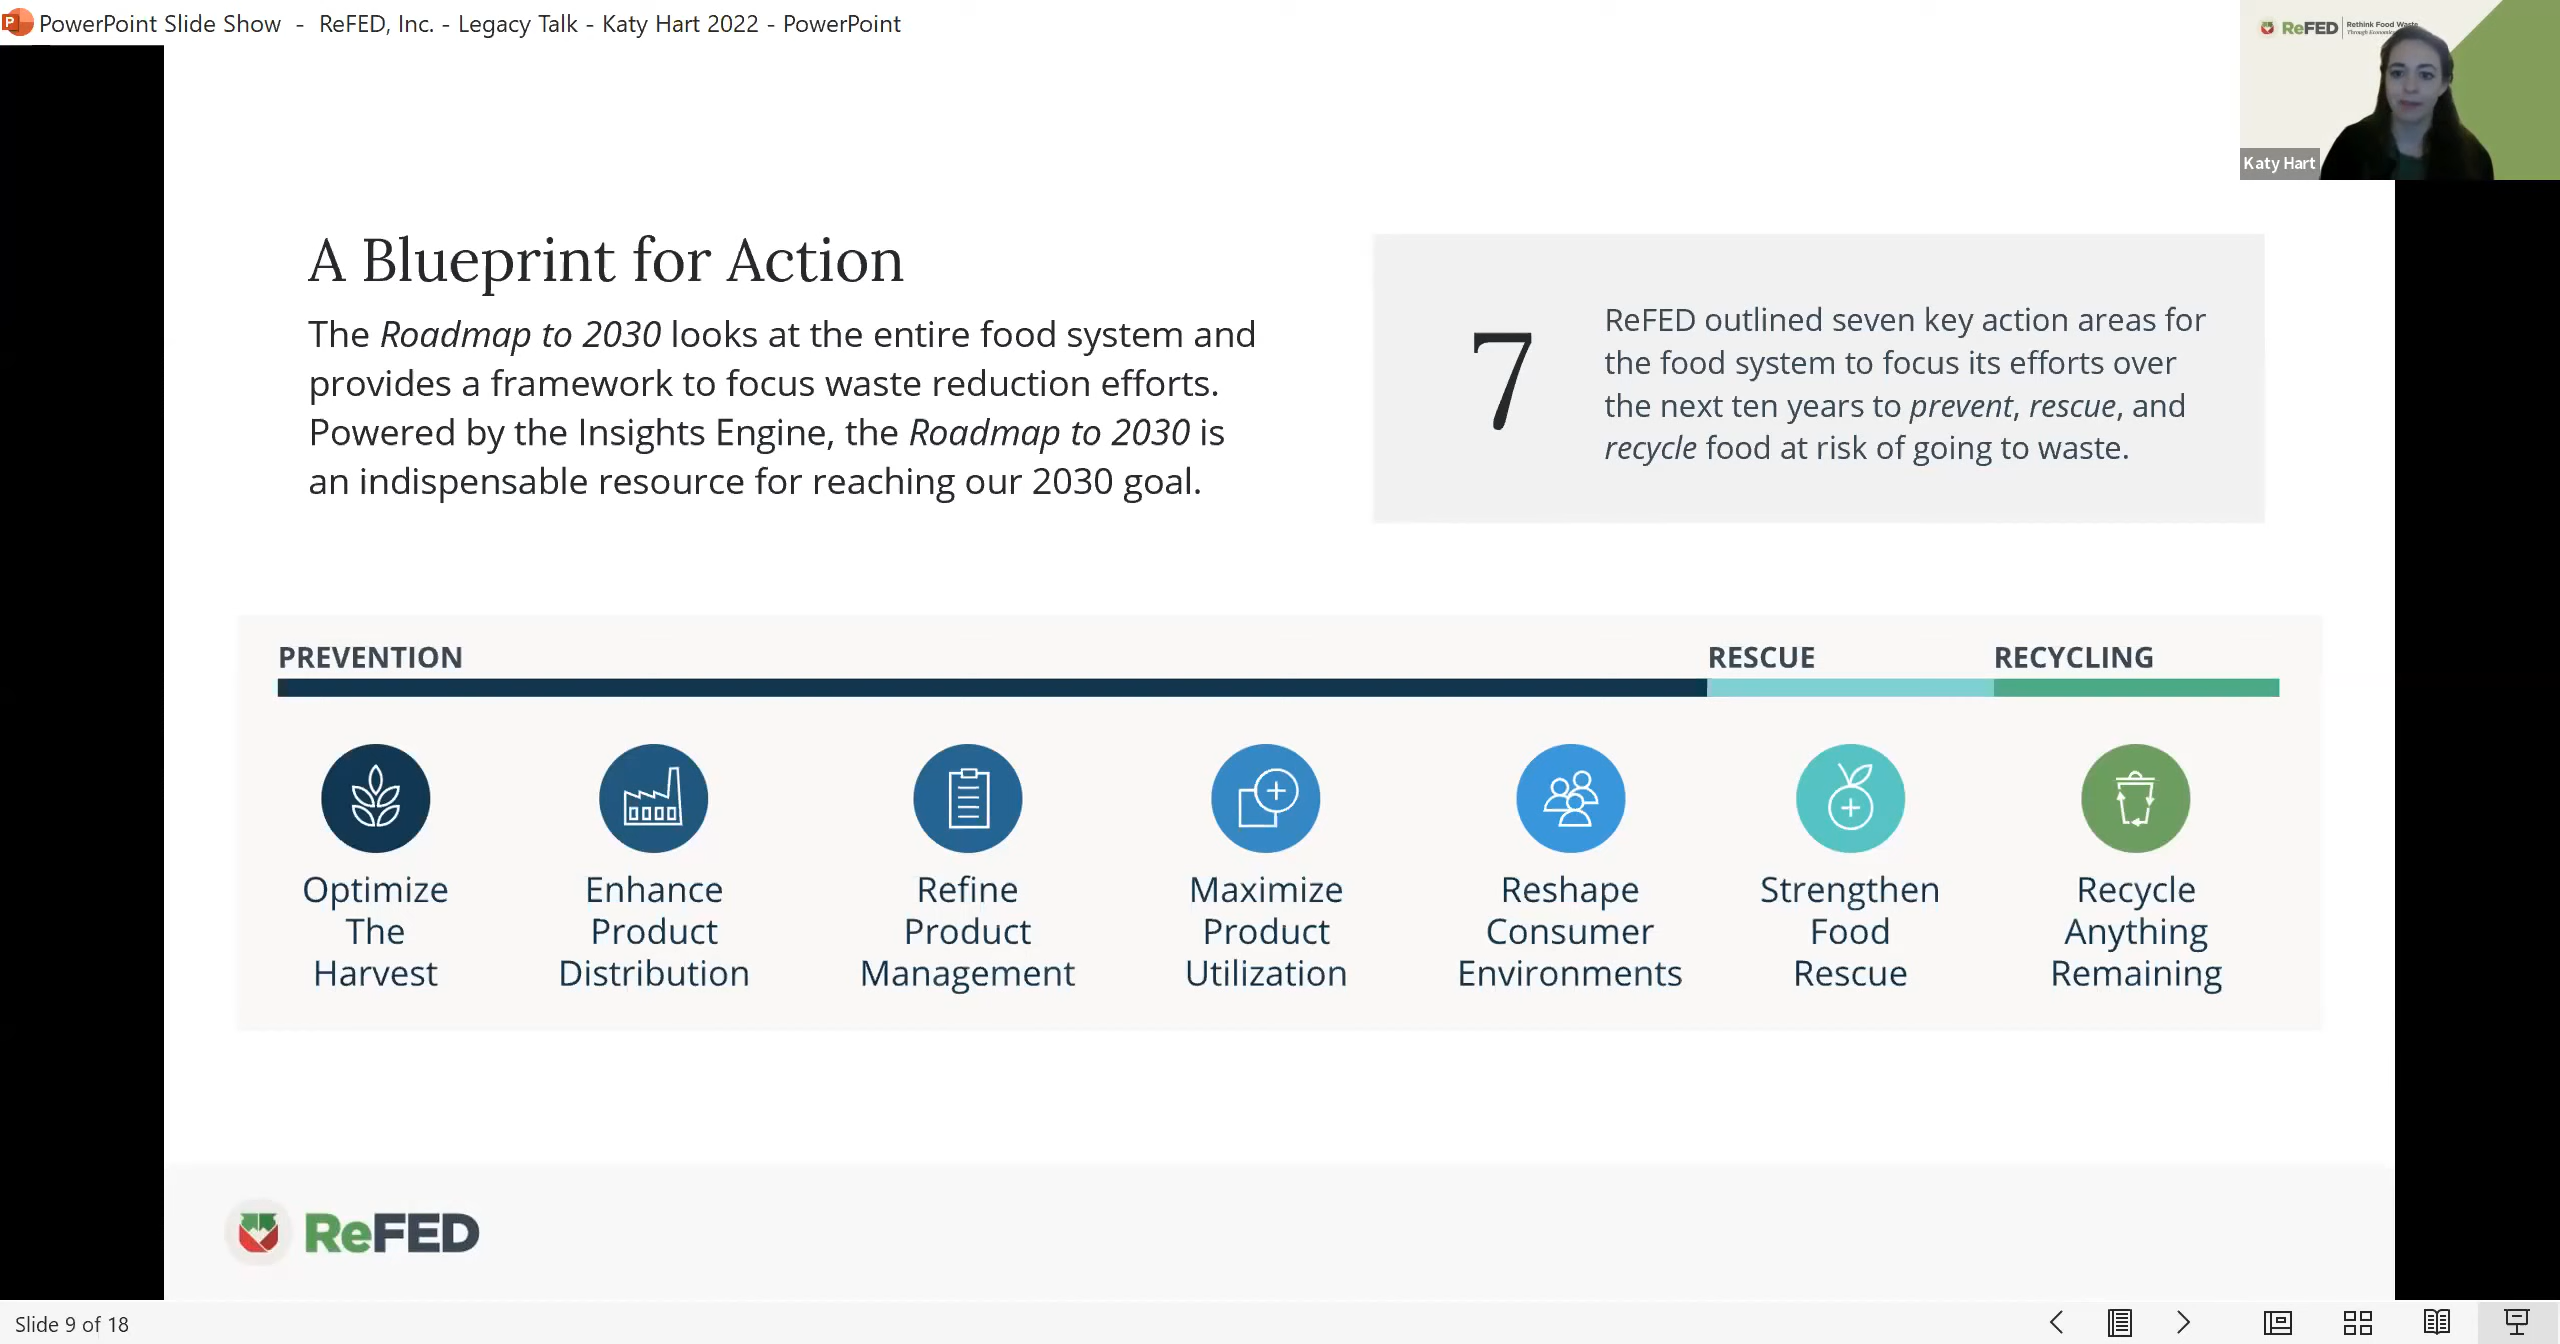 PowerPoint Slide Show - ReFED, Inc. - Legacy Talk - Katy Hart 2022 - PowerPoint
ReFED
Rethink Food Waste
Through Economics
Katy Hart
A Blueprint for Action
The Roadmap to 2030 looks at the entire food system and
provides a framework to focus waste reduction efforts.
Powered by the Insights Engine, the Roadmap to 2030 is
an indispensable resource for reaching our 2030 goal.
7
ReFED outlined seven key action areas for
the food system to focus its efforts over
the next ten years to prevent, rescue, and
recycle food at risk of going to waste.
PREVENTION
RESCUE
RECYCLING
Optimize
The
Harvest
Enhance
Product
Distribution
Refine
Product
Management
Maximize
Product
Utilization
Reshape
Consumer
Environments
Strengthen
Food
Rescue
Recycle
Anything
Remaining
ReFED
Slide 9 of 18